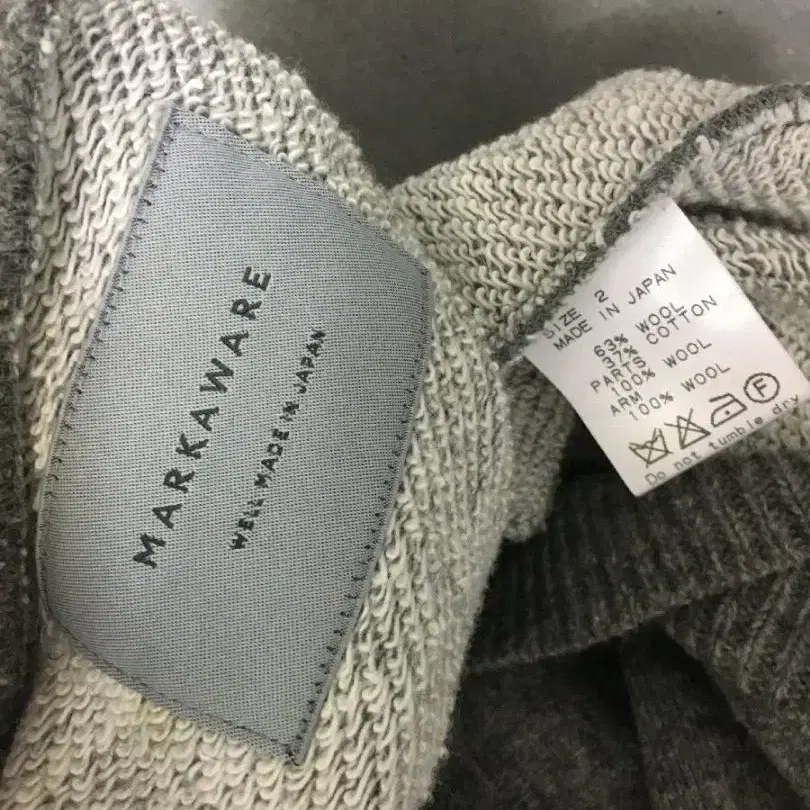 MARKAWARE
WELL MADE IN JAPAN
SIZE 2
MADE IN JAPAN
63% WOOL
37% COTTON
PARTS
100% WOOL
ARM
100% WOOL
F
Do not tumble dry